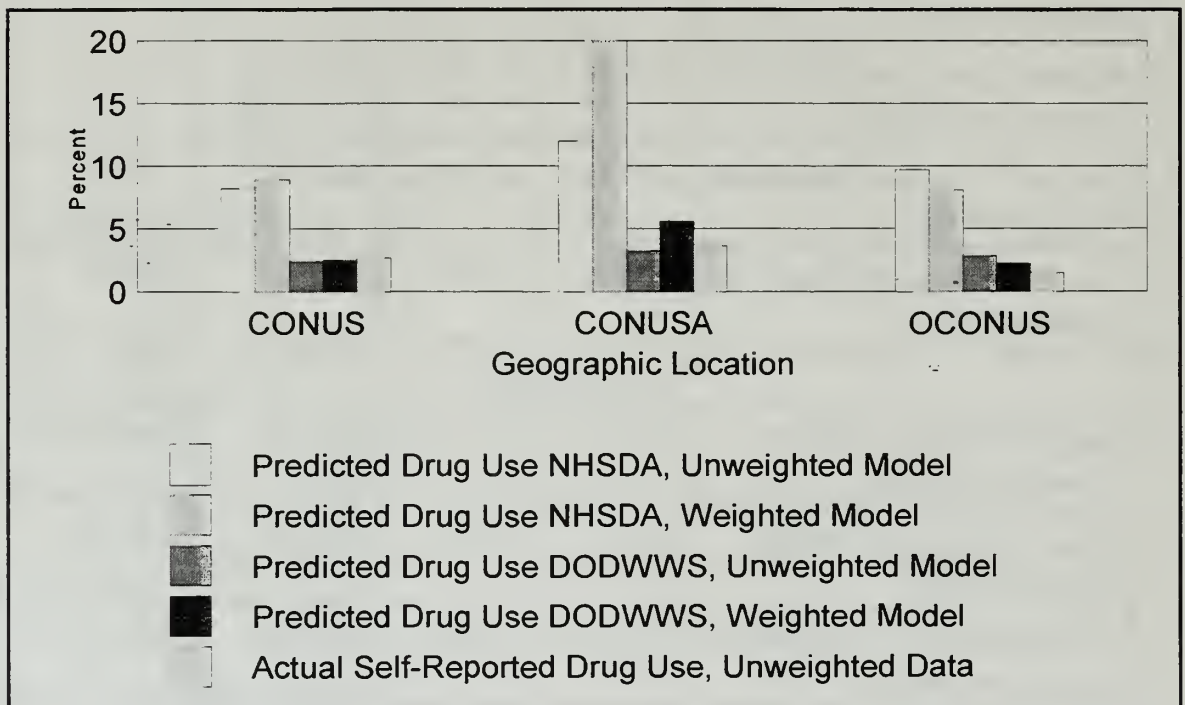 20
15
10
5
0
Percent
CONUS CONUSA OCONUS
Geographic Location
Predicted Drug Use NHSDA, Unweighted Model
Predicted Drug Use NHSDA, Weighted Model
Predicted Drug Use DODWWS, Unweighted Model
Predicted Drug Use DODWWS, Weighted Model
Actual Self-Reported Drug Use, Unweighted Data